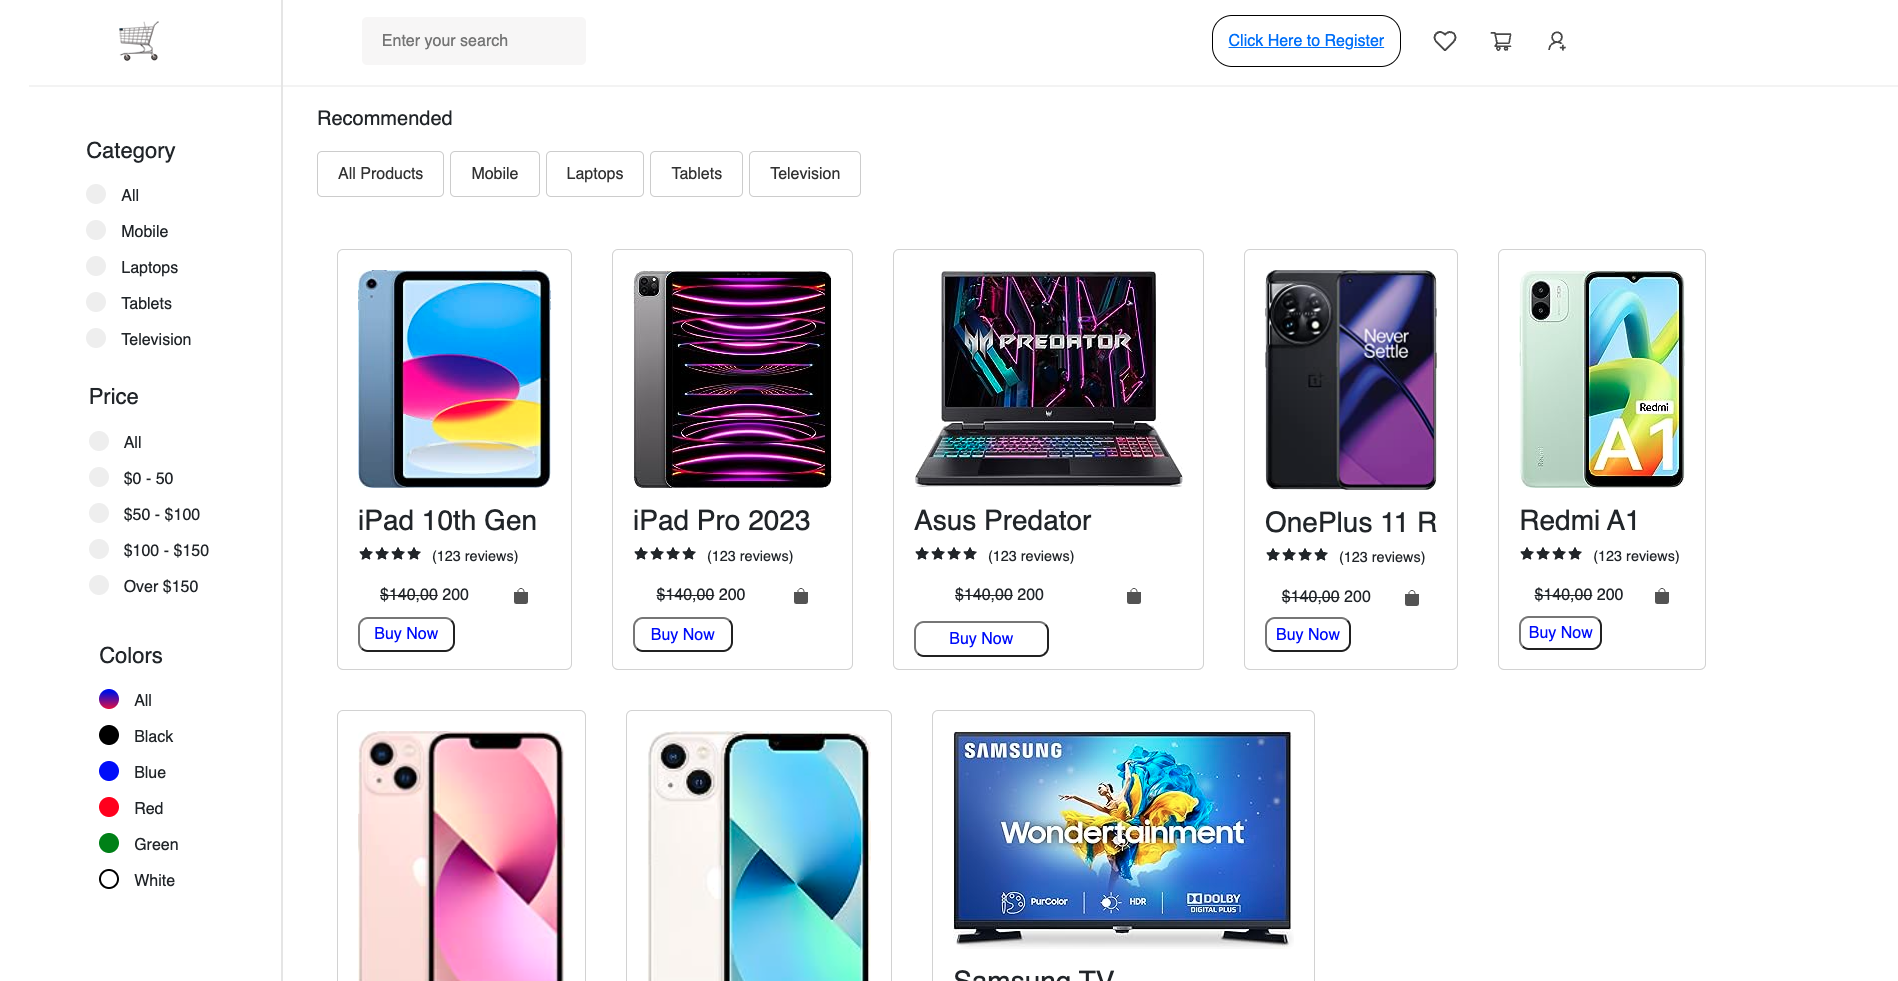 Enter your search
Click Here to Register
Recommended
All Products
Mobile
Laptops
Tablets
Television
Category
All
Mobile
Laptops
Tablets
Television
Price
All
$0 - 50
$50 - $100
$100 - $150
Over $150
Colors
All
Black
Blue
Red
Green
White
PREDATOR
Never
Settle
Redmi
A1
Redmi
iPad 10th Gen
(123 reviews)
$140,00 200
Buy Now
iPad Pro 2023
(123 reviews)
$140,00 200
Buy Now
Asus Predator
(123 reviews)
$140,00 200
Buy Now
OnePlus 11 R
(123 reviews)
$140,00 200
Buy Now
Redmi A1
(123 reviews)
$140,00 200
Buy Now
SAMSUNG
Wondertainment
PurColor
HDR
DOLBY
DIGITAL PLUS
Samsung TV